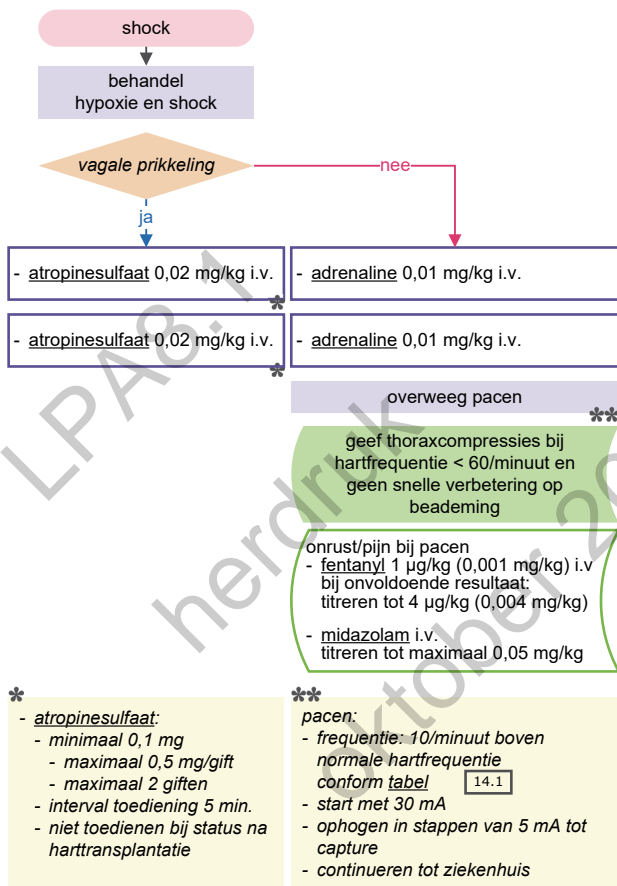 shock
behandel
hypoxie en shock
vagale prikkeling
nee
ja
- atropinesulfaat 0,02 mg/kg i.v.
*
- adrenaline 0,01 mg/kg i.v.
- atropinesulfaat 0,02 mg/kg i.v.
*
- adrenaline 0,01 mg/kg i.v.
overweeg pacen
**
geef thoraxcompressies bij
hartfrequentie < 60/minuut en
geen snelle verbetering op
beademing
onrust/pijn bij pacen
- fentanyl 1 µg/kg (0,001 mg/kg) i.v
bij onvoldoende resultaat:
titreren tot 4 µg/kg (0,004 mg/kg)
- midazolam i.v.
titreren tot maximaal 0,05 mg/kg
*
- atropinesulfaat:
- minimaal 0,1 mg
- maximaal 0,5 mg/gift
- maximaal 2 giften
- interval toediening 5 min.
- niet toedienen bij status na
harttransplantatie
**
pacen:
- frequentie: 10/minuut boven
normale hartfrequentie
conform tabel 14.1
- start met 30 mA
- ophogen in stappen van 5 mA tot
capture
- continueren tot ziekenhuis
LPA8.1
herdruk
oktober 20